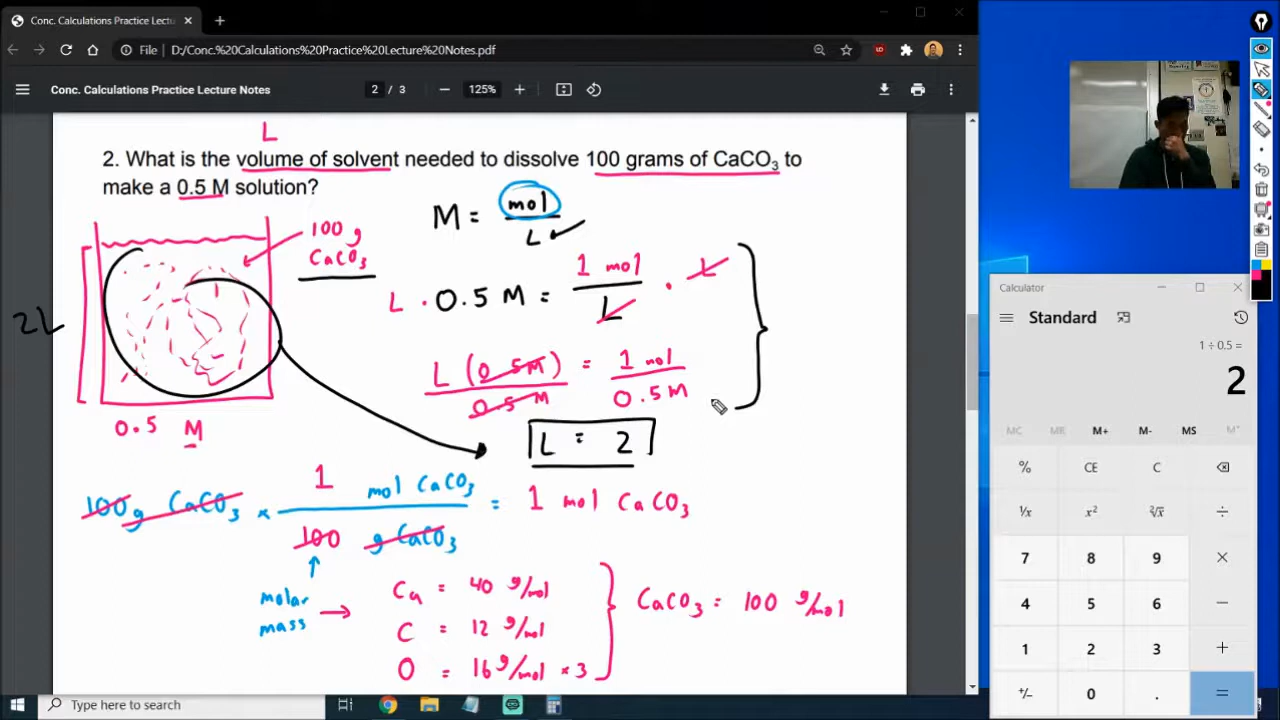 Conc. Calculations Practice Lectu
File | D:/Conc.%20Calculations%20Practice%20Lecture%20Notes.pdf
Conc. Calculations Practice Lecture Notes
2 / 3
125%
L
2. What is the volume of solvent needed to dissolve 100 grams of CaCO₃ to
make a 0.5 M solution?
M = mol
L
100 g
CaCO₃
2L
0.5 M
L · 0.5 M = 1 mol · L
L
L (0.5M) = 1 mol
0.5 M 0.5 M
L = 2
100g CaCO₃ × 1 mol CaCO₃ = 1 mol CaCO₃
100 g CaCO₃
molar
mass
Ca = 40 g/mol
C = 12 g/mol
O = 16 g/mol × 3
CaCO₃ = 100 g/mol
Calculator
Standard
1 ÷ 0.5 =
2
MC MR M+ M- MS M˅
% CE C
¹/x x² ²√x ÷
7 8 9 ×
4 5 6 −
1 2 3 +
+/− 0 . =
Type here to search